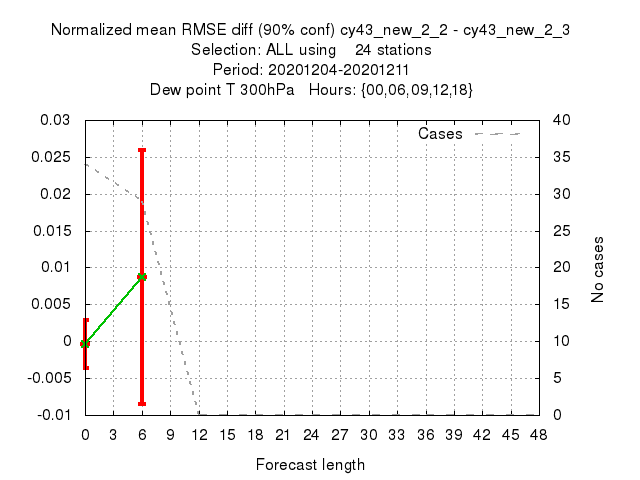 Normalized mean RMSE diff (90% conf) cy43_new_2_2 - cy43_new_2_3
Selection: ALL using 24 stations
Period: 20201204-20201211
Dew point T 300hPa Hours: {00,06,09,12,18}
Cases
0.03
0.025
0.02
0.015
0.01
0.005
0
-0.005
-0.01
40
35
30
25
20
15
10
5
0
No cases
0 3 6 9 12 15 18 21 24 27 30 33 36 39 42 45 48
Forecast length